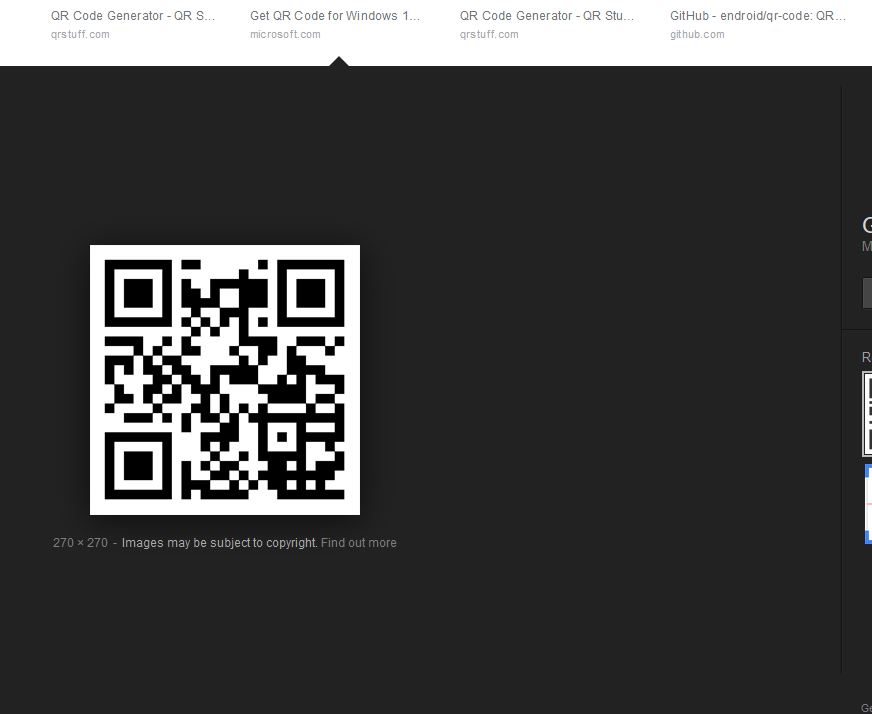 QR Code Generator - QR S...
qrstuff.com
Get QR Code for Windows 1...
microsoft.com
QR Code Generator - QR Stu...
qrstuff.com
GitHub - endroid/qr-code: QR...
github.com
270 × 270 - Images may be subject to copyright. Find out more